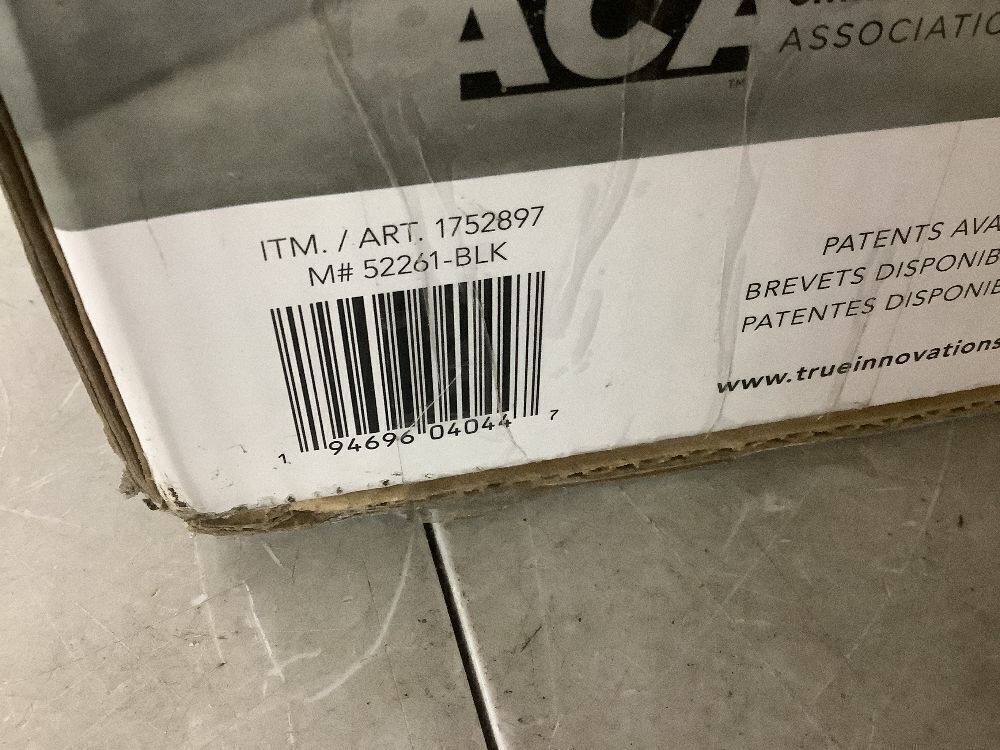 ACA
™
ASSOCIATIO
ITM. / ART. 1752897
M# 52261-BLK
1 94696 04044 7
PATENTS AVA
BREVETS DISPONIB
PATENTES DISPONIB
www.trueinnovations